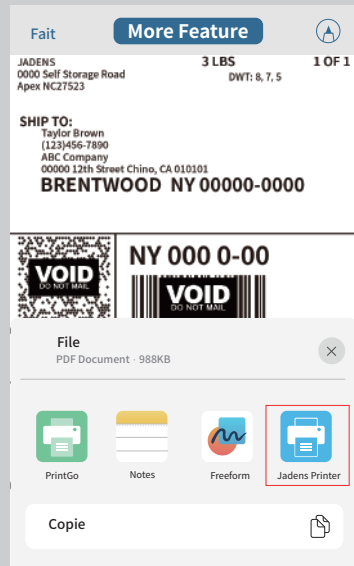 Fait
More Feature
JADENS
0000 Self Storage Road
Apex NC27523
3 LBS
1 OF 1
DWT: 8, 7, 5
SHIP TO:
Taylor Brown
(123)456-7890
ABC Company
00000 12th Street Chino, CA 010101
BRENTWOOD NY 00000-0000
NY 000 0-00
VOID
DO NOT MAIL
VOID
DO NOT MAIL
File
PDF Document · 988KB
PrintGo
Notes
Freeform
Jadens Printer
Copie